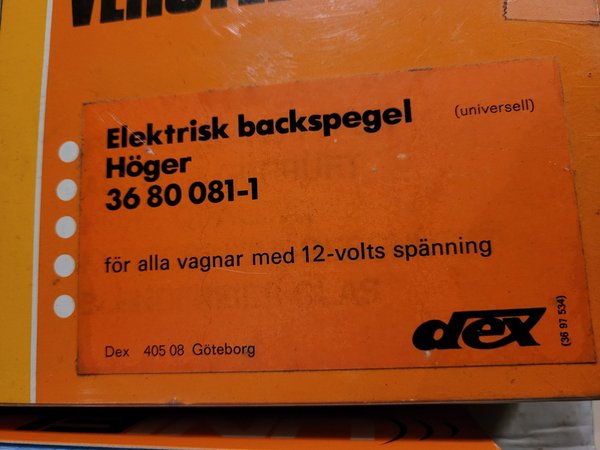 Elektrisk backspegel (universell)
Höger
36 80 081-1
för alla vagnar med 12-volts spänning
Dex 405 08 Göteborg
dex
(36 97 534)